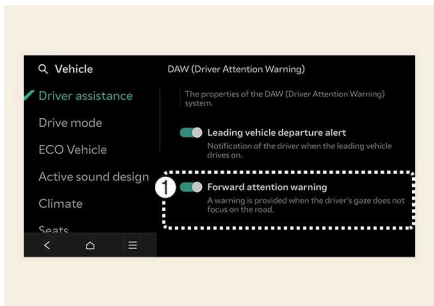 Vehicle
DAW (Driver Attention Warning)
Driver assistance
The properties of the DAW (Driver Attention Warning)
system.
Drive mode
Leading vehicle departure alert
ECO Vehicle
Notification of the driver when the leading vehicle
drives on.
Active sound design
1
Forward attention warning
Climate
A warning is provided when the driver's gaze does not
focus on the road.
Seats